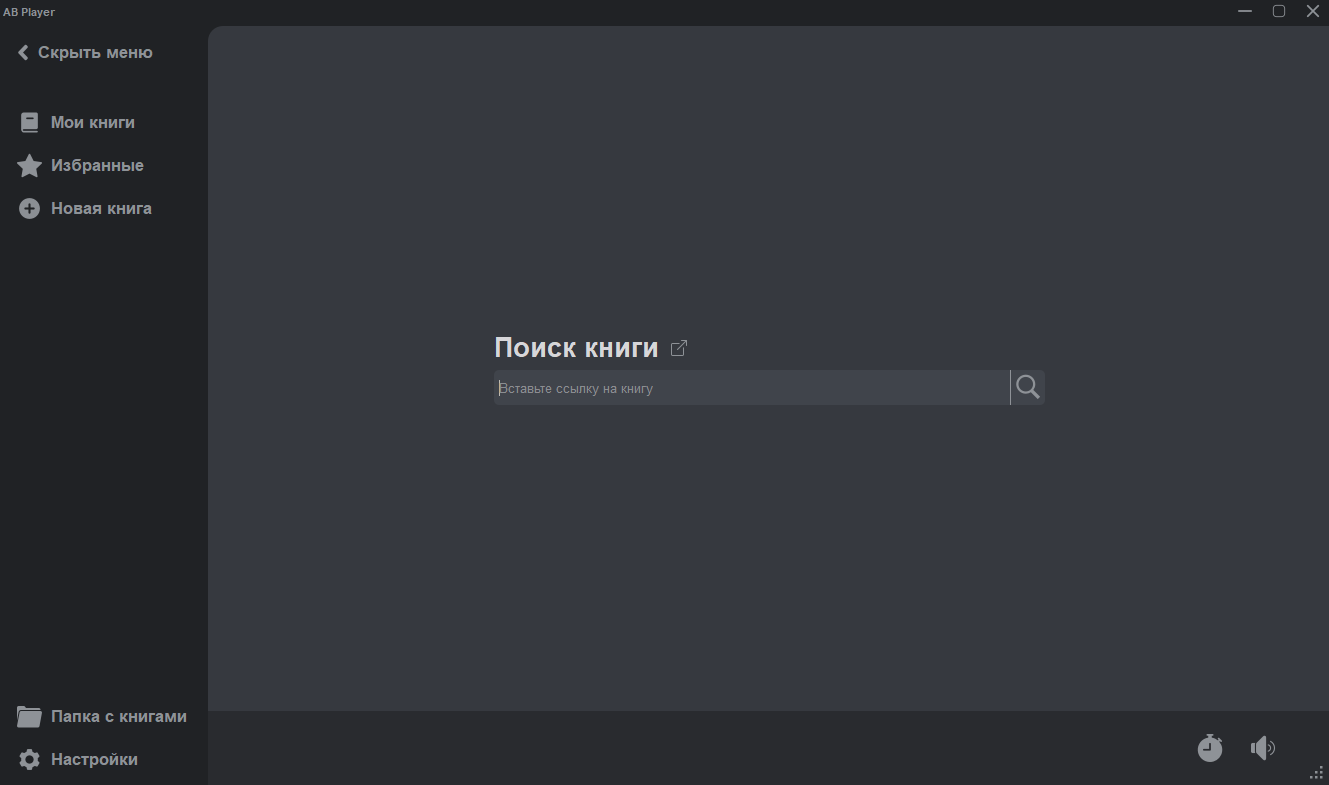 AB Player
Скрыть меню
Мои книги
Избранные
Новая книга
Поиск книги
Вставьте ссылку на книгу
Папка с книгами
Настройки